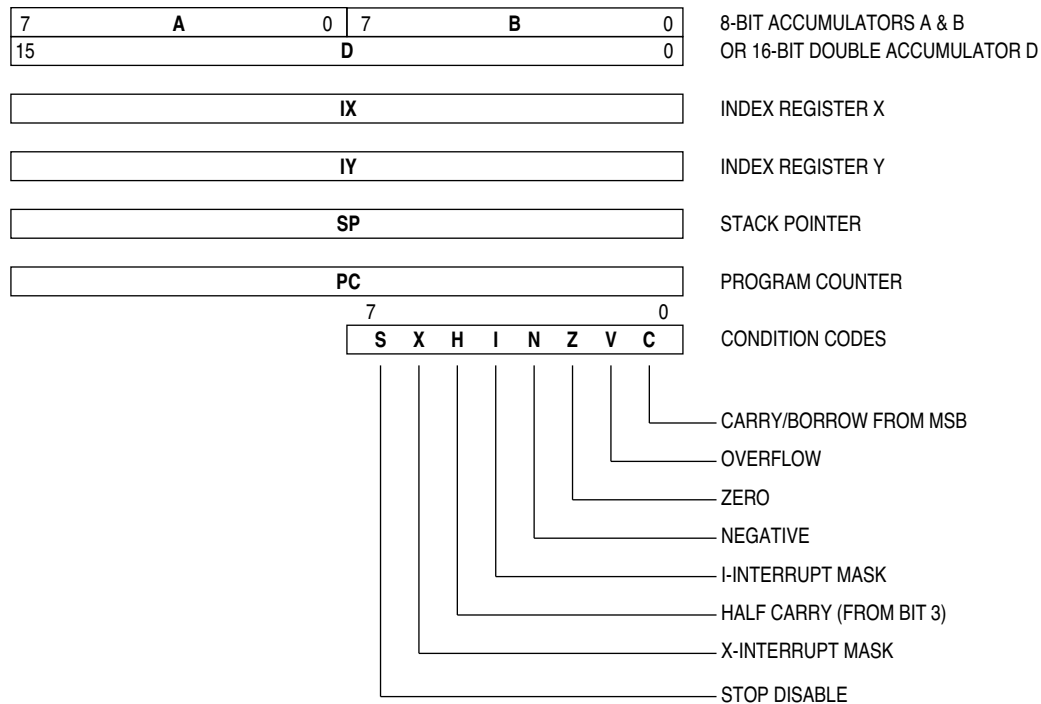 7 A 0 7 B 0 8-BIT ACCUMULATORS A & B
15 D 0 OR 16-BIT DOUBLE ACCUMULATOR D
IX INDEX REGISTER X
IY INDEX REGISTER Y
SP STACK POINTER
PC PROGRAM COUNTER
7 0
S X H I N Z V C CONDITION CODES
CARRY/BORROW FROM MSB
OVERFLOW
ZERO
NEGATIVE
I-INTERRUPT MASK
HALF CARRY (FROM BIT 3)
X-INTERRUPT MASK
STOP DISABLE